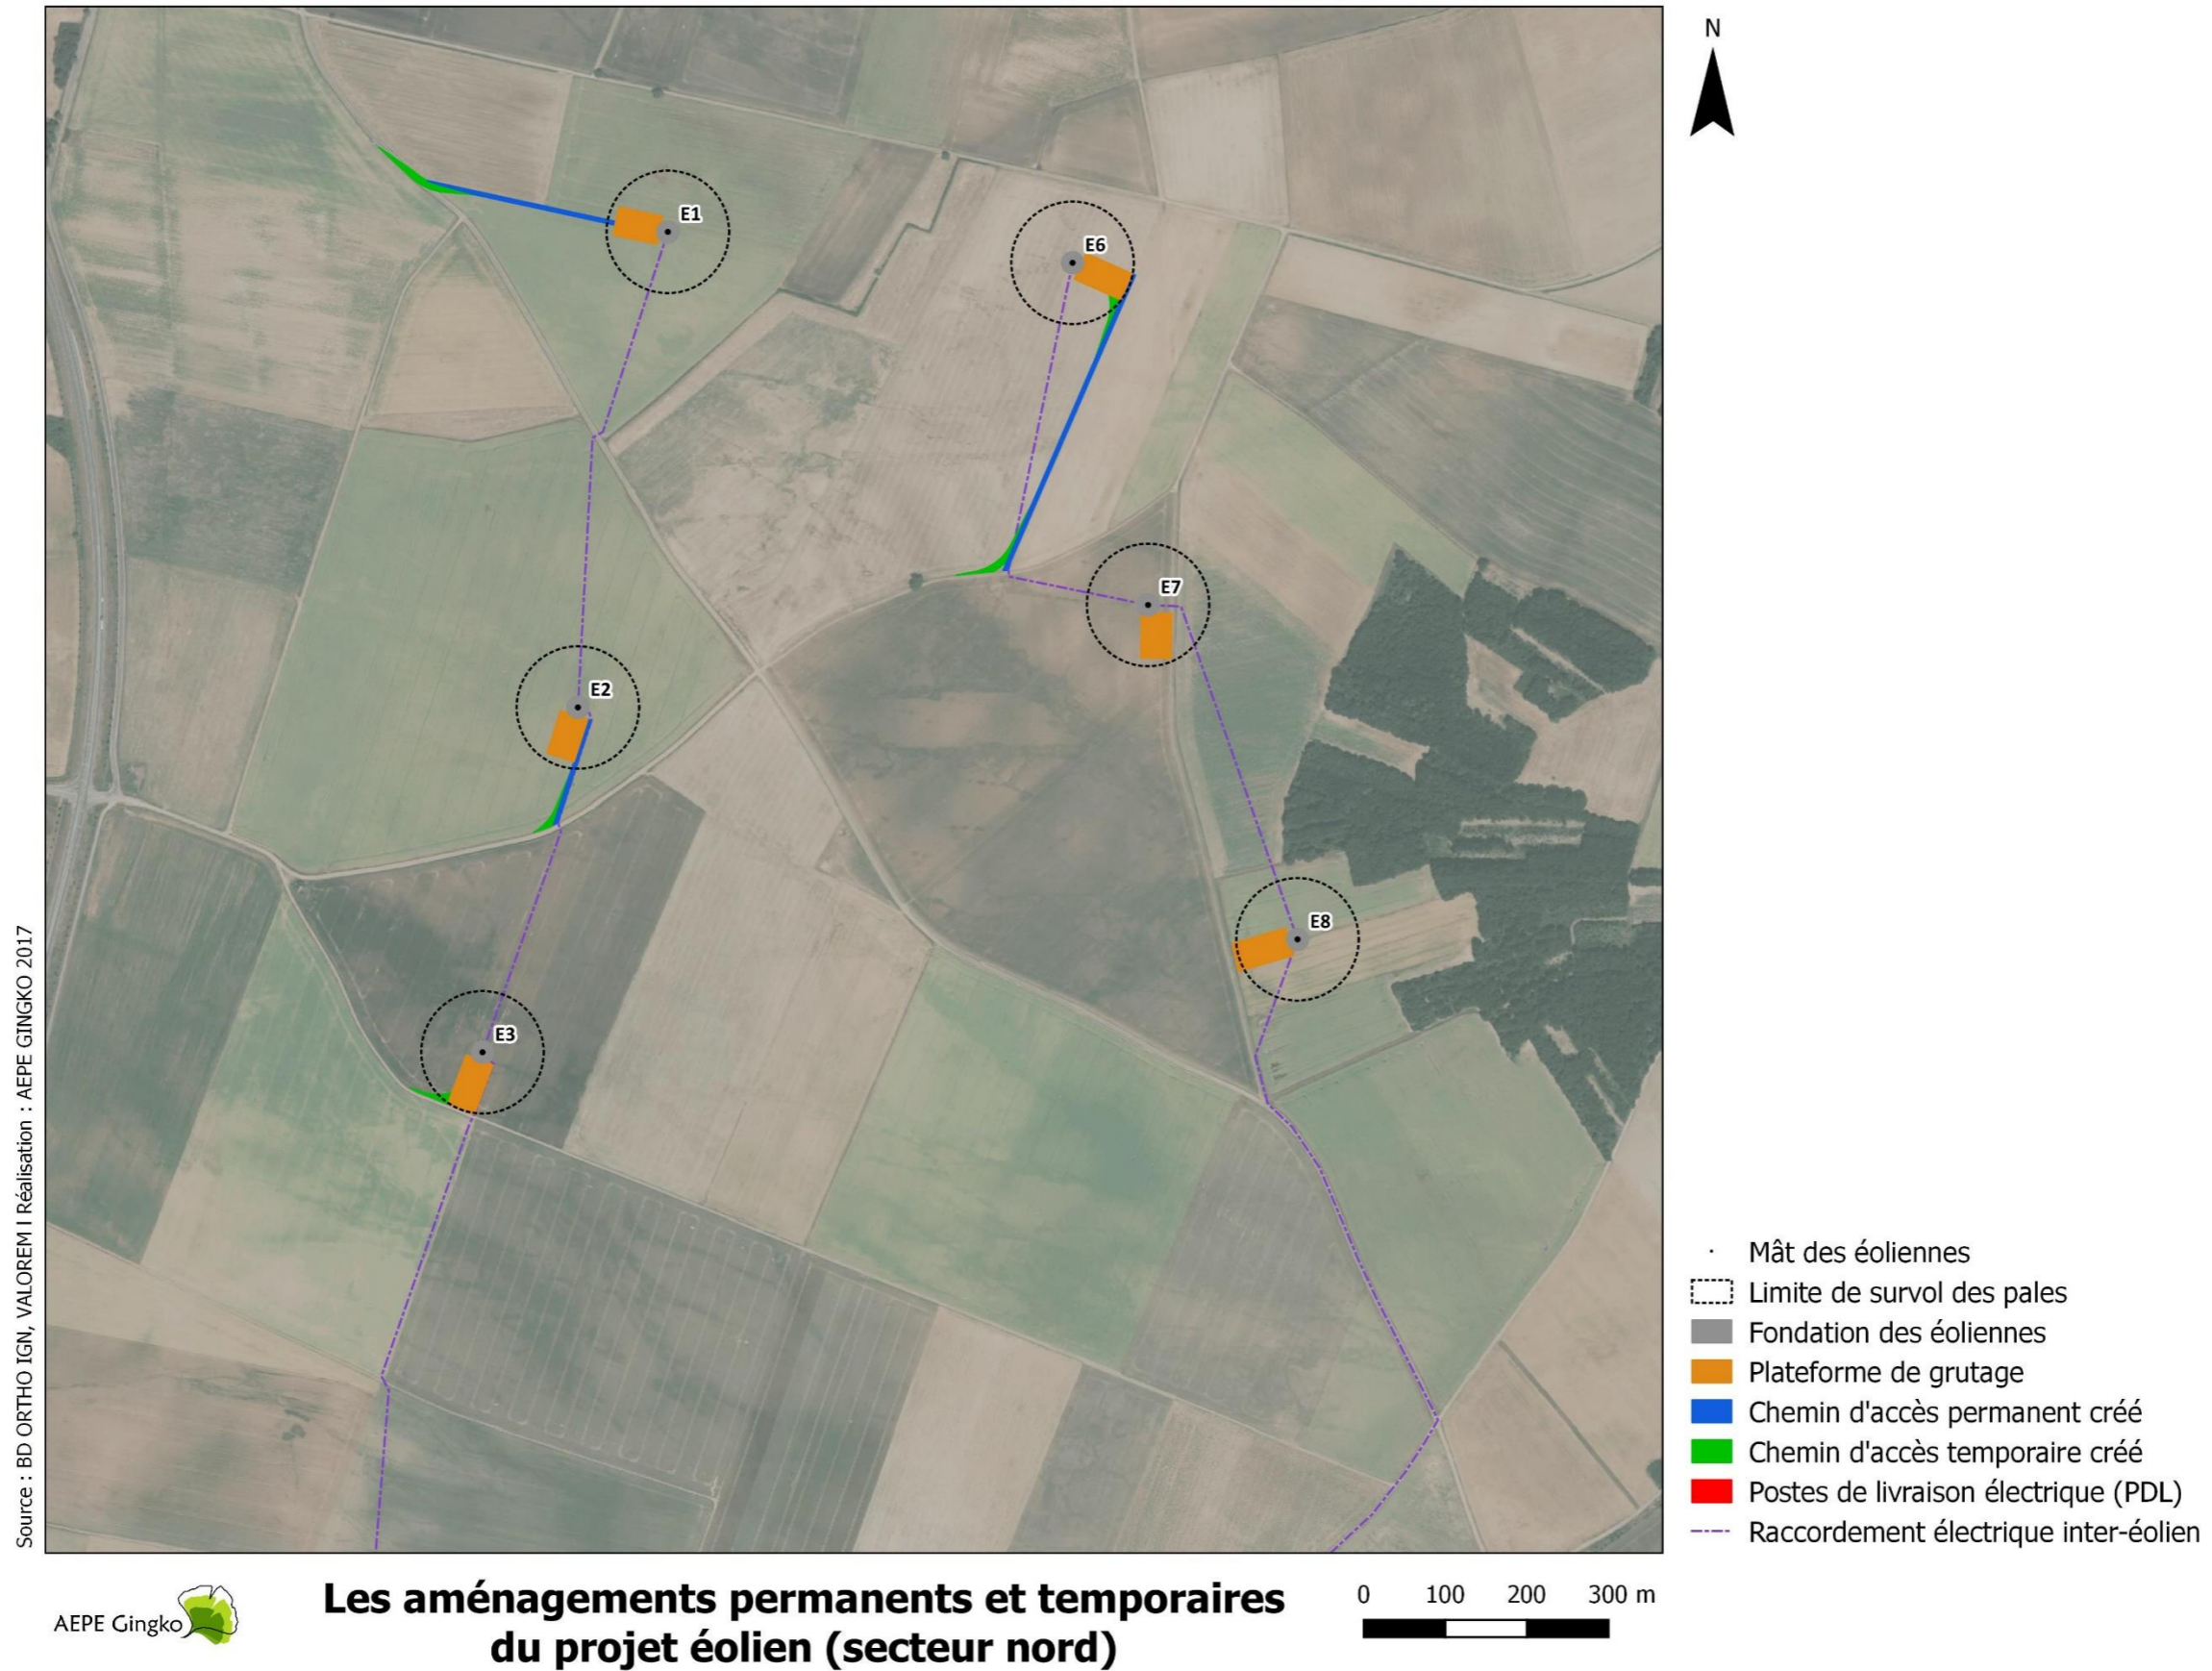 N
E1
E6
E7
E2
E8
E3
Source : BD ORTHO IGN, VALOREM I Réalisation : AEPE GINGKO 2017
Mât des éoliennes
Limite de survol des pales
Fondation des éoliennes
Plateforme de grutage
Chemin d'accès permanent créé
Chemin d'accès temporaire créé
Postes de livraison électrique (PDL)
Raccordement électrique inter-éolien
AEPE Gingko
Les aménagements permanents et temporaires
du projet éolien (secteur nord)
0 100 200 300 m